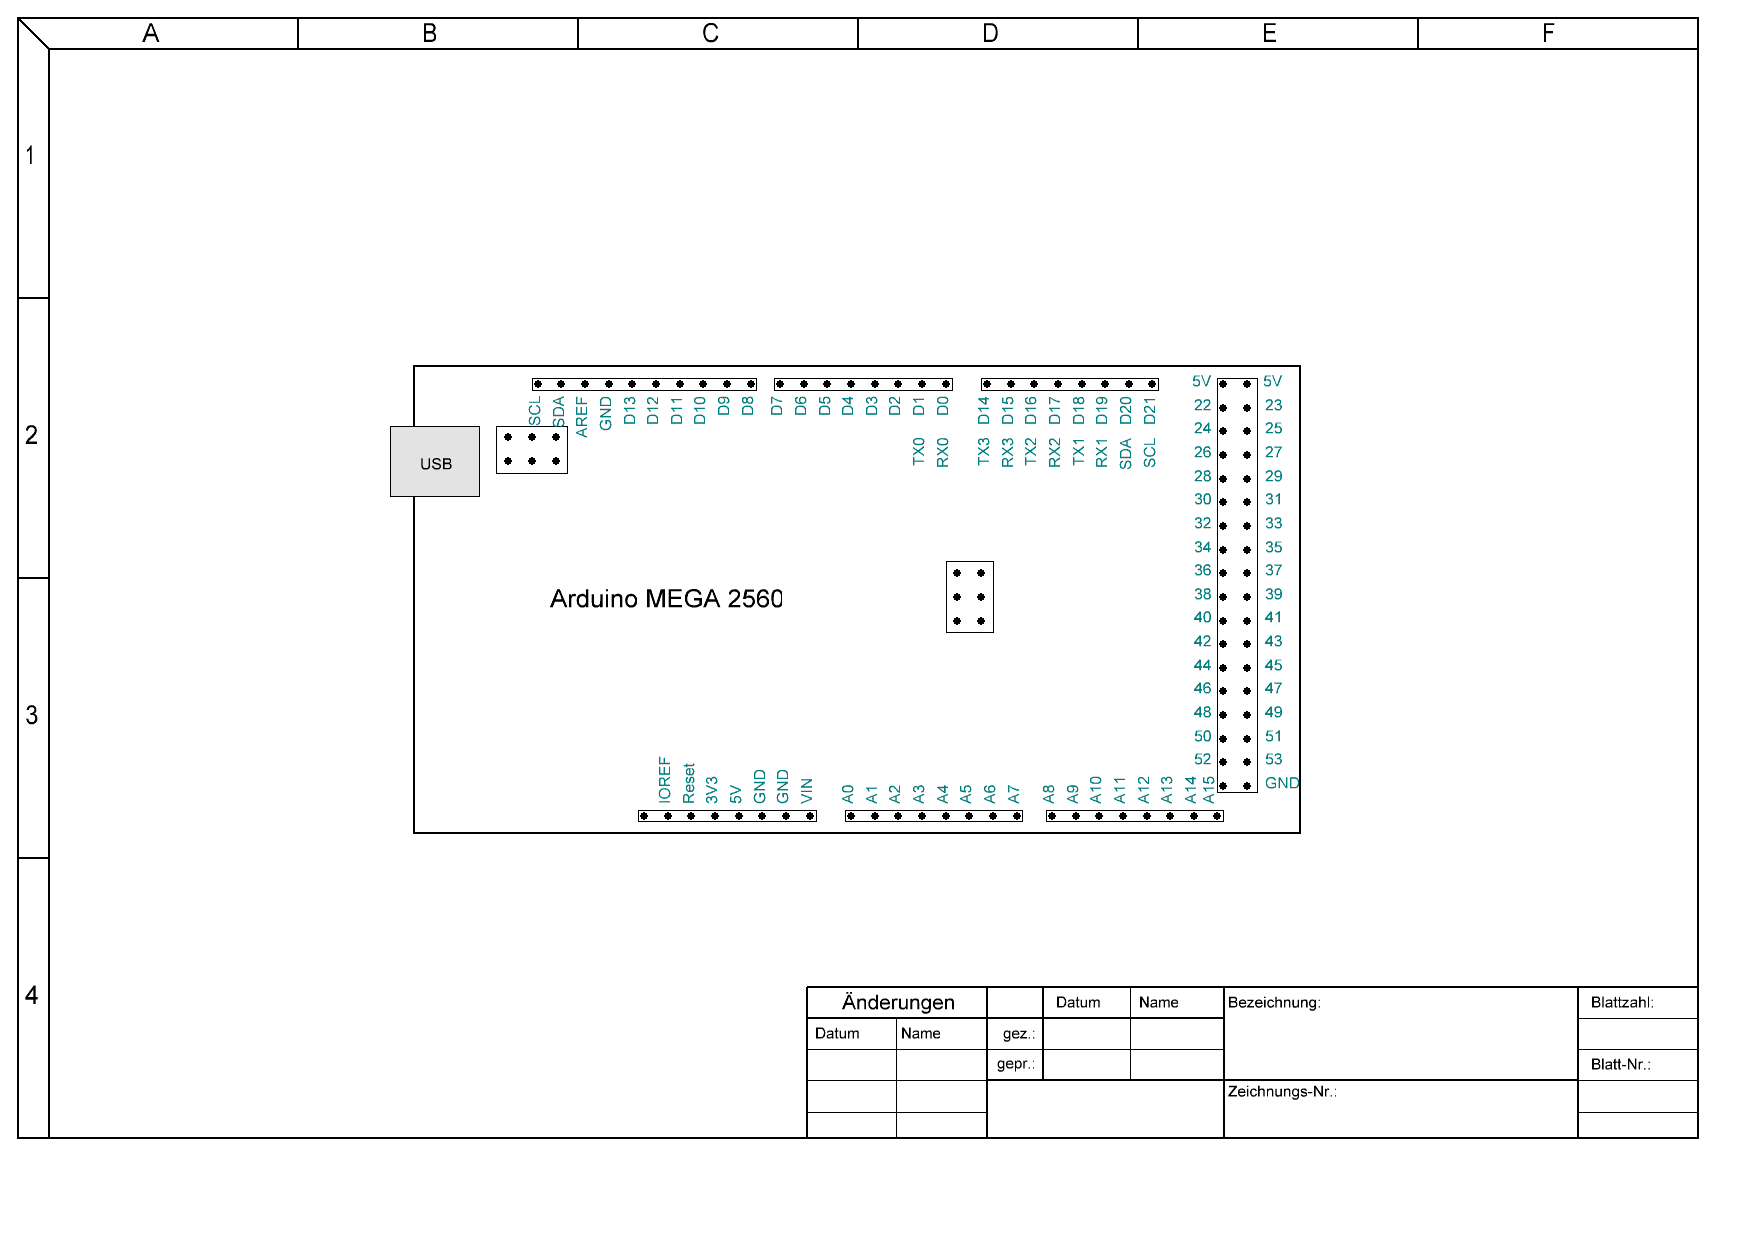 A B C D E F
1
2
3
4
SCL SDA AREF GND D13 D12 D11 D10 D9 D8 D7 D6 D5 D4 D3 D2 D1 D0 D14 D15 D16 D17 D18 D19 D20 D21
TX0 RX0 TX3 RX3 TX2 RX2 TX1 RX1 SDA SCL
USB
Arduino MEGA 2560
5V 5V
22 23
24 25
26 27
28 29
30 31
32 33
34 35
36 37
38 39
40 41
42 43
44 45
46 47
48 49
50 51
52 53
GND
IOREF Reset 3V3 5V GND GND VIN A0 A1 A2 A3 A4 A5 A6 A7 A8 A9 A10 A11 A12 A13 A14 A15
Änderungen Datum Name Bezeichnung: Blattzahl:
Datum Name gez.:
gepr.: Blatt-Nr.:
Zeichnungs-Nr.: